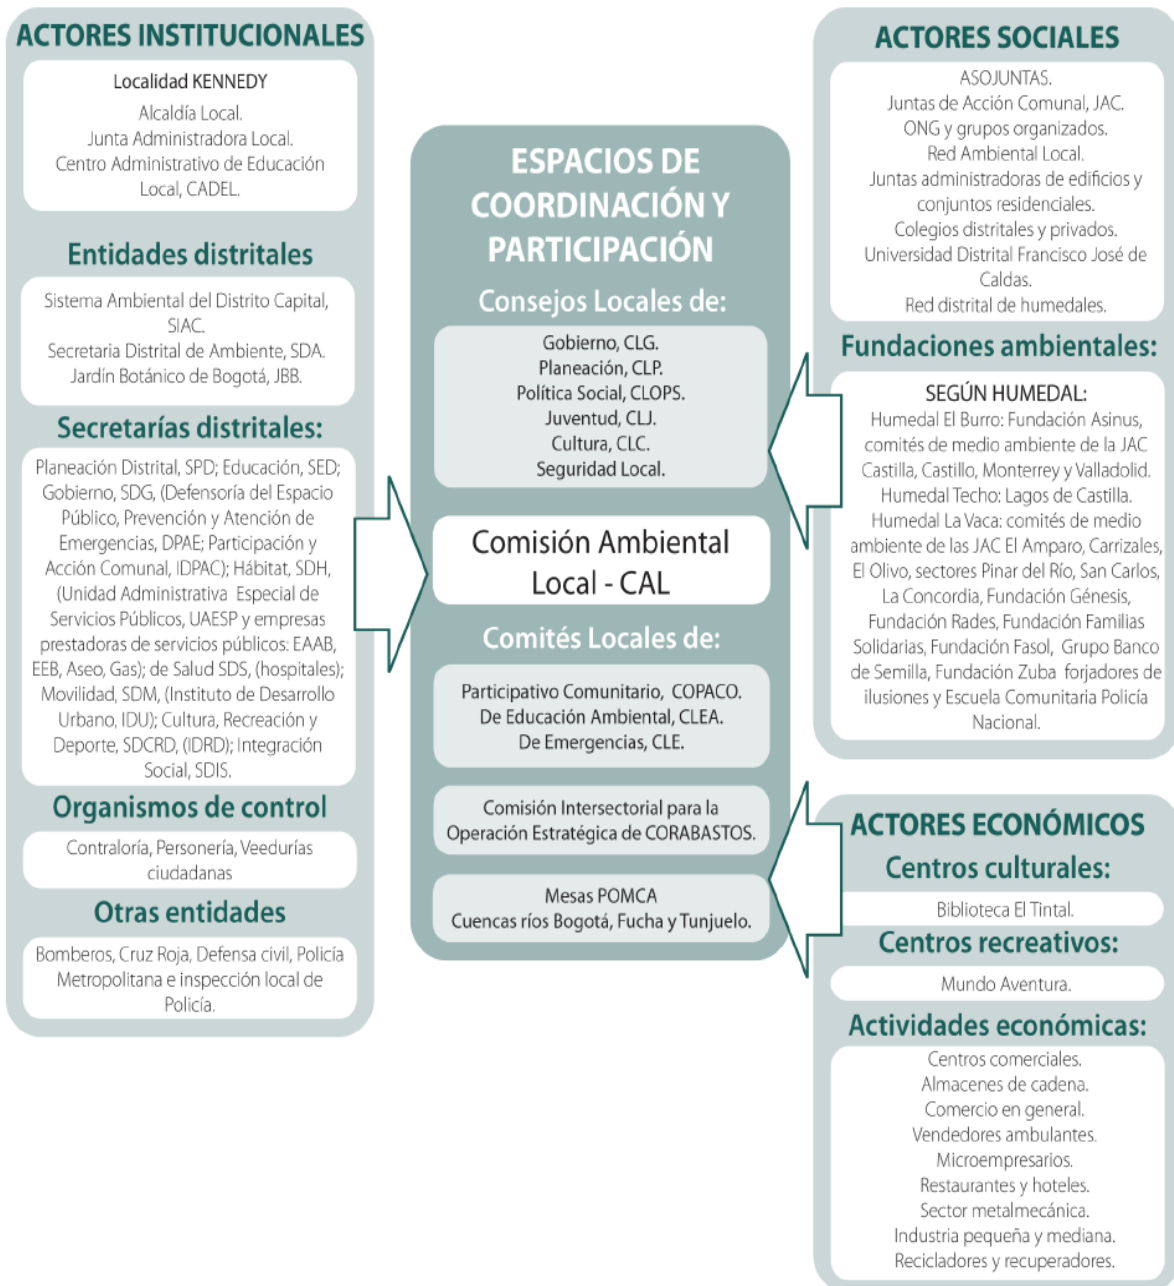 ACTORES INSTITUCIONALES
Localidad KENNEDY
Alcaldía Local.
Junta Administradora Local.
Centro Administrativo de Educación
Local, CADEL.
Entidades distritales
Sistema Ambiental del Distrito Capital,
SIAC.
Secretaria Distrital de Ambiente, SDA.
Jardín Botánico de Bogotá, JBB.
Secretarías distritales:
Planeación Distrital, SPD; Educación, SED;
Gobierno, SDG, (Defensoría del Espacio
Público, Prevención y Atención de
Emergencias, DPAE; Participación y
Acción Comunal, IDPAC); Hábitat, SDH,
(Unidad Administrativa Especial de
Servicios Públicos, UAESP y empresas
prestadoras de servicios públicos: EAAB,
EEB, Aseo, Gas); de Salud SDS, (hospitales);
Movilidad, SDM, (Instituto de Desarrollo
Urbano, IDU); Cultura, Recreación y
Deporte, SDCRD, (IDRD); Integración
Social, SDIS.
Organismos de control
Contraloría, Personería, Veedurías
ciudadanas
Otras entidades
Bomberos, Cruz Roja, Defensa civil, Policía
Metropolitana e inspección local de
Policía.
ESPACIOS DE
COORDINACIÓN Y
PARTICIPACIÓN
Consejos Locales de:
Gobierno, CLG.
Planeación, CLP.
Política Social, CLOPS.
Juventud, CLJ.
Cultura, CLC.
Seguridad Local.
Comisión Ambiental
Local - CAL
Comités Locales de:
Participativo Comunitario, COPACO.
De Educación Ambiental, CLEA.
De Emergencias, CLE.
Comisión Intersectorial para la
Operación Estratégica de CORABASTOS.
Mesas POMCA
Cuencas ríos Bogotá, Fucha y Tunjuelo.
ACTORES SOCIALES
ASOJUNTAS.
Juntas de Acción Comunal, JAC.
ONG y grupos organizados.
Red Ambiental Local.
Juntas administradoras de edificios y
conjuntos residenciales.
Colegios distritales y privados.
Universidad Distrital Francisco José de
Caldas.
Red distrital de humedales.
Fundaciones ambientales:
SEGÚN HUMEDAL:
Humedal El Burro: Fundación Asinus,
comités de medio ambiente de la JAC
Castilla, Castillo, Monterrey y Valladolid.
Humedal Techo: Lagos de Castilla.
Humedal La Vaca: comités de medio
ambiente de las JAC El Amparo, Carrizales,
El Olivo, sectores Pinar del Río, San Carlos,
La Concordia, Fundación Génesis,
Fundación Rades, Fundación Familias
Solidarias, Fundación Fasol, Grupo Banco
de Semilla, Fundación Zuba forjadores de
ilusiones y Escuela Comunitaria Policía
Nacional.
ACTORES ECONÓMICOS
Centros culturales:
Biblioteca El Tintal.
Centros recreativos:
Mundo Aventura.
Actividades económicas:
Centros comerciales.
Almacenes de cadena.
Comercio en general.
Vendedores ambulantes.
Microempresarios.
Restaurantes y hoteles.
Sector metalmecánica.
Industria pequeña y mediana.
Recicladores y recuperadores.